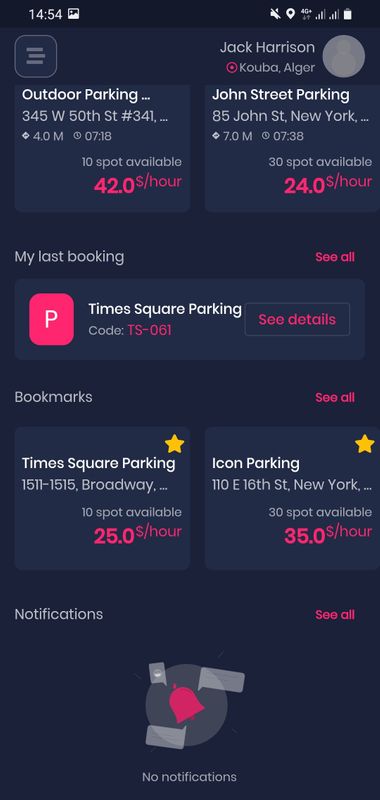 14:54
4G+
Jack Harrison
Kouba, Alger
Outdoor Parking ...
345 W 50th St #341, ...
4.0 M 07:18
10 spot available
42.0$/hour
John Street Parking
85 John St, New York, ...
7.0 M 07:38
30 spot available
24.0$/hour
My last booking
See all
P
Times Square Parking
Code: TS-061
See details
Bookmarks
See all
Times Square Parking
1511-1515, Broadway, ...
10 spot available
25.0$/hour
Icon Parking
110 E 16th St, New York, ...
30 spot available
35.0$/hour
Notifications
See all
No notifications